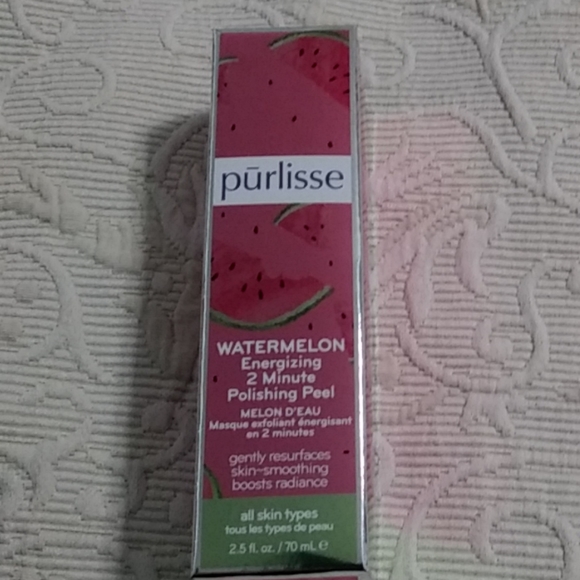 pūrlisse
WATERMELON
Energizing
2 Minute
Polishing Peel
MELON D'EAU
Masque exfoliant énergisant
en 2 minutes
gently resurfaces
skin-smoothing
boosts radiance
all skin types
tous les types de peau
2.5 fl. oz. / 70 mL e